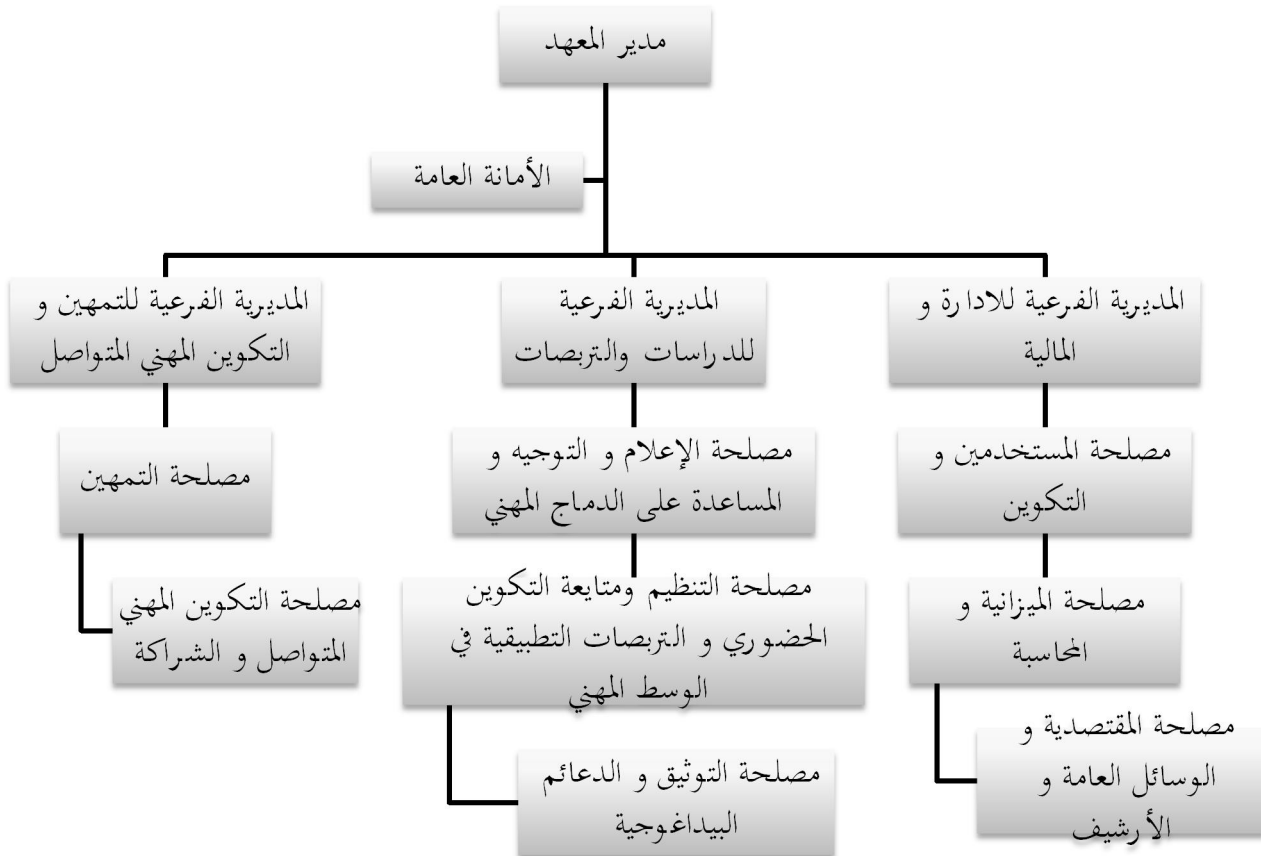 مدير المعهد
الأمانة العامة
المديرية الفرعية للادارة و
المالية
المديرية الفرعية
للدراسات والتربصات
المديرية الفرعية للتمهين و
التكوين المهني المتواصل
مصلحة المستخدمين و
التكوين
مصلحة الإعلام و التوجيه و
المساعدة على الدماج المهني
مصلحة التمهين
مصلحة الميزانية و
المحاسبة
مصلحة التنظيم ومتايعة التكوين
الحضوري و التربصات التطبيقية في
الوسط المهني
مصلحة التكوين المهني
المتواصل و الشراكة
مصلحة المقتصدية و
الوسائل العامة و
الأرشيف
مصلحة التوثيق و الدعائم
البيداغوجية